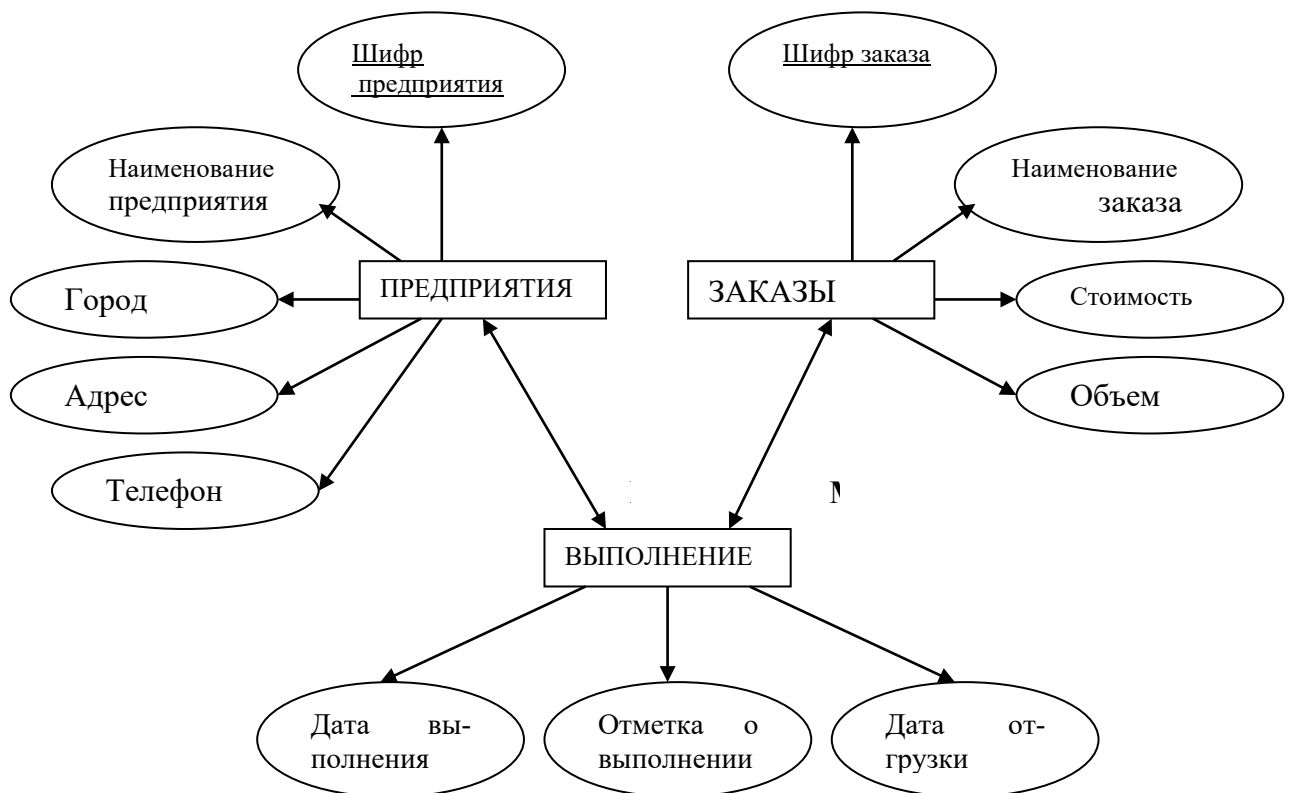 Шифр
предприятия
Шифр заказа
Наименование
предприятия
Наименование
заказа
ПРЕДПРИЯТИЯ
ЗАКАЗЫ
Город
Стоимость
Адрес
Объем
Телефон
ВЫПОЛНЕНИЕ
Дата вы-
полнения
Отметка о
выполнении
Дата от-
грузки